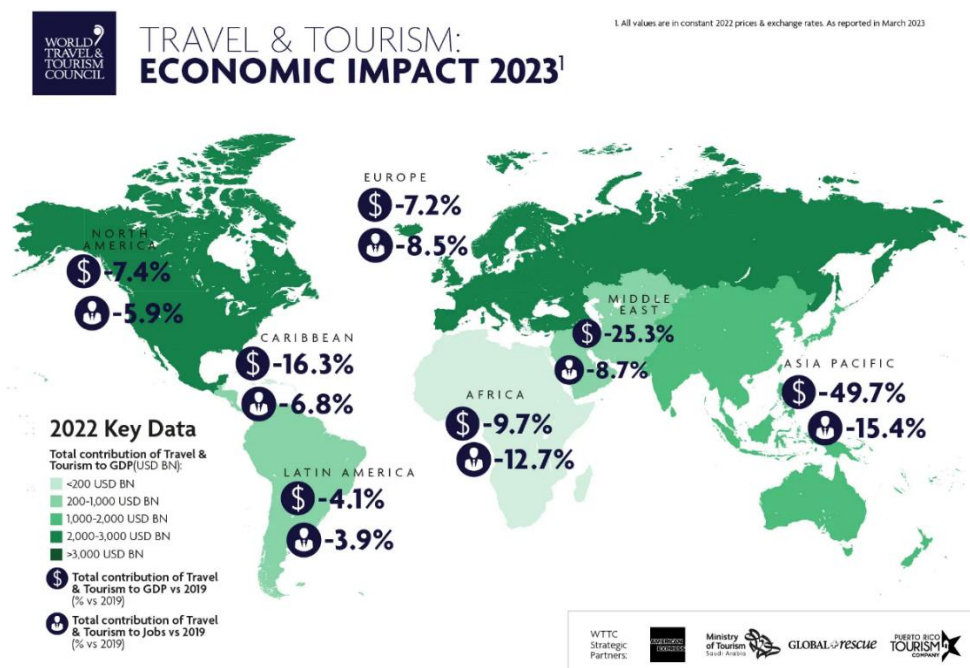 WORLD
TRAVEL &
TOURISM
COUNCIL
TRAVEL & TOURISM:
ECONOMIC IMPACT 2023¹
1. All values are in constant 2022 prices & exchange rates. As reported in March 2023
EUROPE
$ -7.2%
-8.5%
NORTH
AMERICA
$ -7.4%
-5.9%
CARIBBEAN
$ -16.3%
-6.8%
MIDDLE
EAST
$ -25.3%
-8.7%
ASIA PACIFIC
$ -49.7%
-15.4%
AFRICA
$ -9.7%
-12.7%
LATIN AMERICA
$ -4.1%
-3.9%
2022 Key Data
Total contribution of Travel &
Tourism to GDP(USD BN):
<200 USD BN
200-1,000 USD BN
1,000-2,000 USD BN
2,000-3,000 USD BN
>3,000 USD BN
$ Total contribution of Travel
& Tourism to GDP vs 2019
(% vs 2019)
Total contribution of Travel
& Tourism to Jobs vs 2019
(% vs 2019)
WTTC
Strategic
Partners:
AMERICAN
EXPRESS
Ministry
of Tourism
Saudi Arabia
GLOBAL rescue
PUERTO RICO
TOURISM
COMPANY